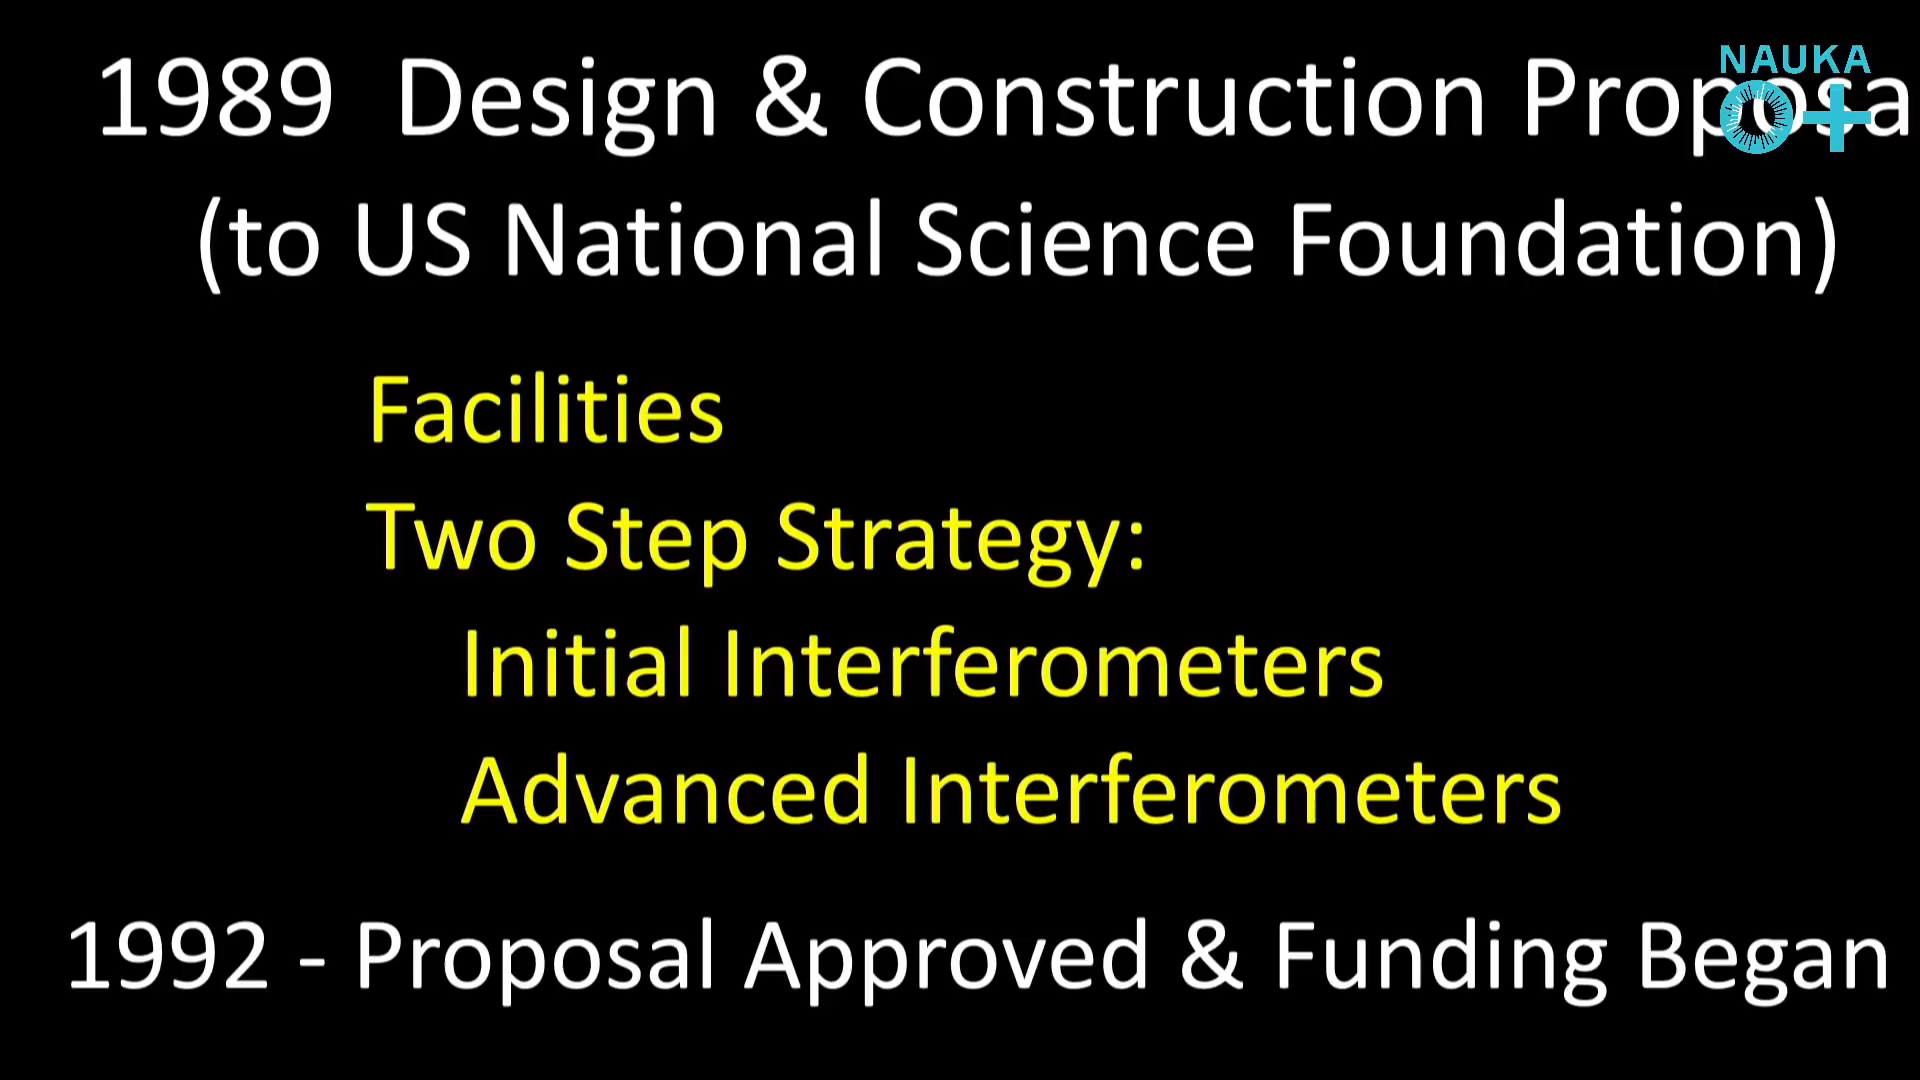 1989 Design & Construction Proposa
(to US National Science Foundation)
Facilities
Two Step Strategy:
Initial Interferometers
Advanced Interferometers
1992 - Proposal Approved & Funding Began
NAUKA
0+